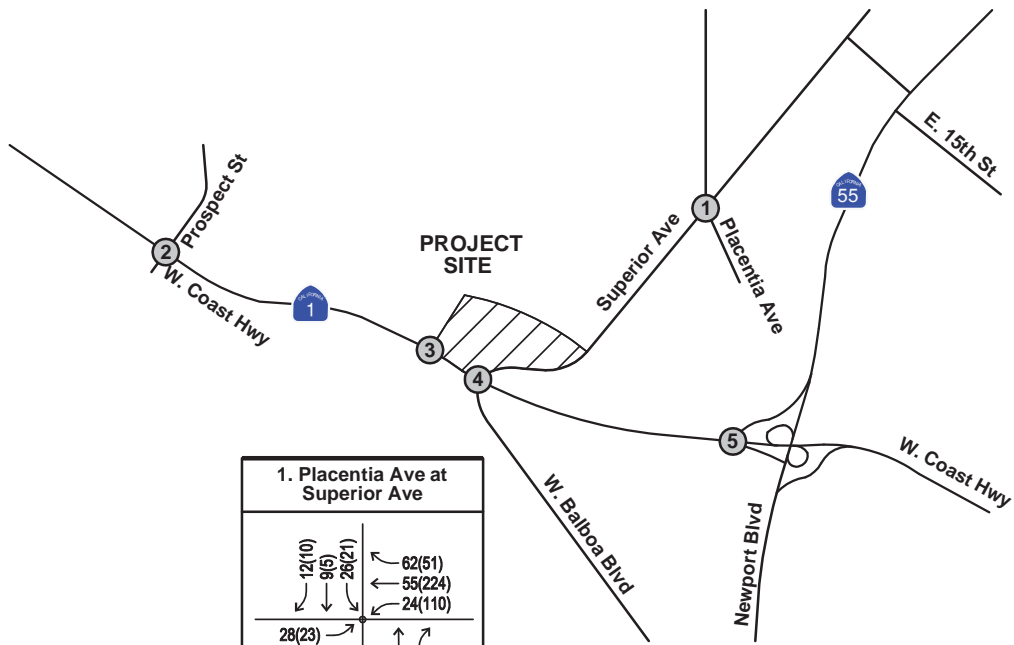 E. 15th St
CALIFORNIA
55
Prospect St
1
Placentia Ave
Superior Ave
2
PROJECT
SITE
W. Coast Hwy
CALIFORNIA
1
3
4
5
W. Coast Hwy
W. Balboa Blvd
Newport Blvd
1. Placentia Ave at
Superior Ave
12(10)
9(5)
26(21)
62(51)
55(224)
24(110)
28(23)